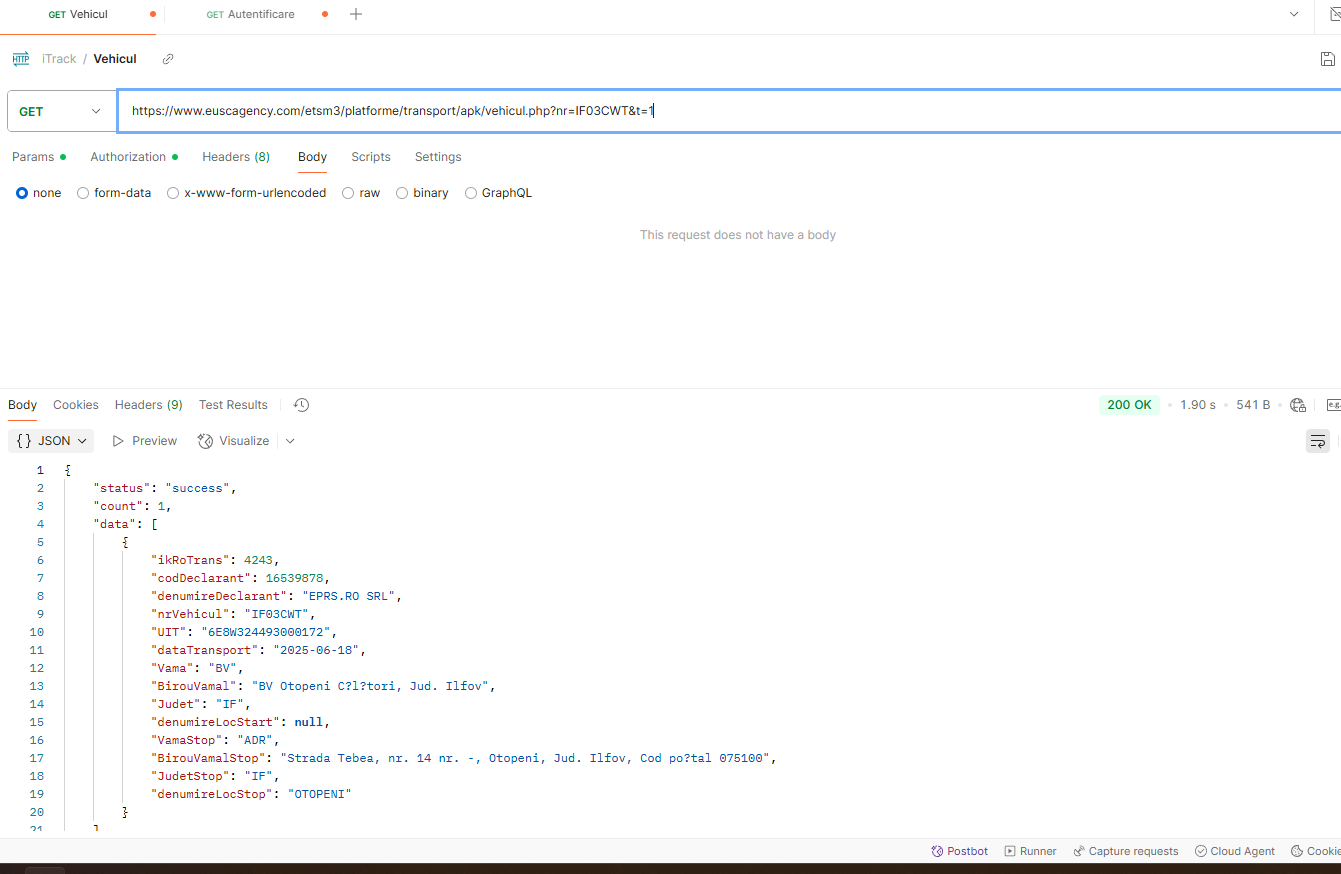 GET Vehicul
GET Autentificare
HTTP iTrack / Vehicul
GET https://www.euscagency.com/etsm3/platforme/transport/apk/vehicul.php?nr=IF03CWT&t=1
Params Authorization Headers (8) Body Scripts Settings
none form-data x-www-form-urlencoded raw binary GraphQL
This request does not have a body
Body Cookies Headers (9) Test Results 200 OK 1.90 s 541 B e.g.
{} JSON Preview Visualize
1 {
2 "status": "success",
3 "count": 1,
4 "data": [
5 {
6 "ikRoTrans": 4243,
7 "codDeclarant": 16539878,
8 "denumireDeclarant": "EPRS.RO SRL",
9 "nrVehicul": "IF03CWT",
10 "UIT": "6E8W324493000172",
11 "dataTransport": "2025-06-18",
12 "Vama": "BV",
13 "BirouVamal": "BV Otopeni C?l?tori, Jud. Ilfov",
14 "Judet": "IF",
15 "denumireLocStart": null,
16 "VamaStop": "ADR",
17 "BirouVamalStop": "Strada Tebea, nr. 14 nr. -, Otopeni, Jud. Ilfov, Cod po?tal 075100",
18 "JudetStop": "IF",
19 "denumireLocStop": "OTOPENI"
20 }
21 ]
Postbot Runner Capture requests Cloud Agent Cookie